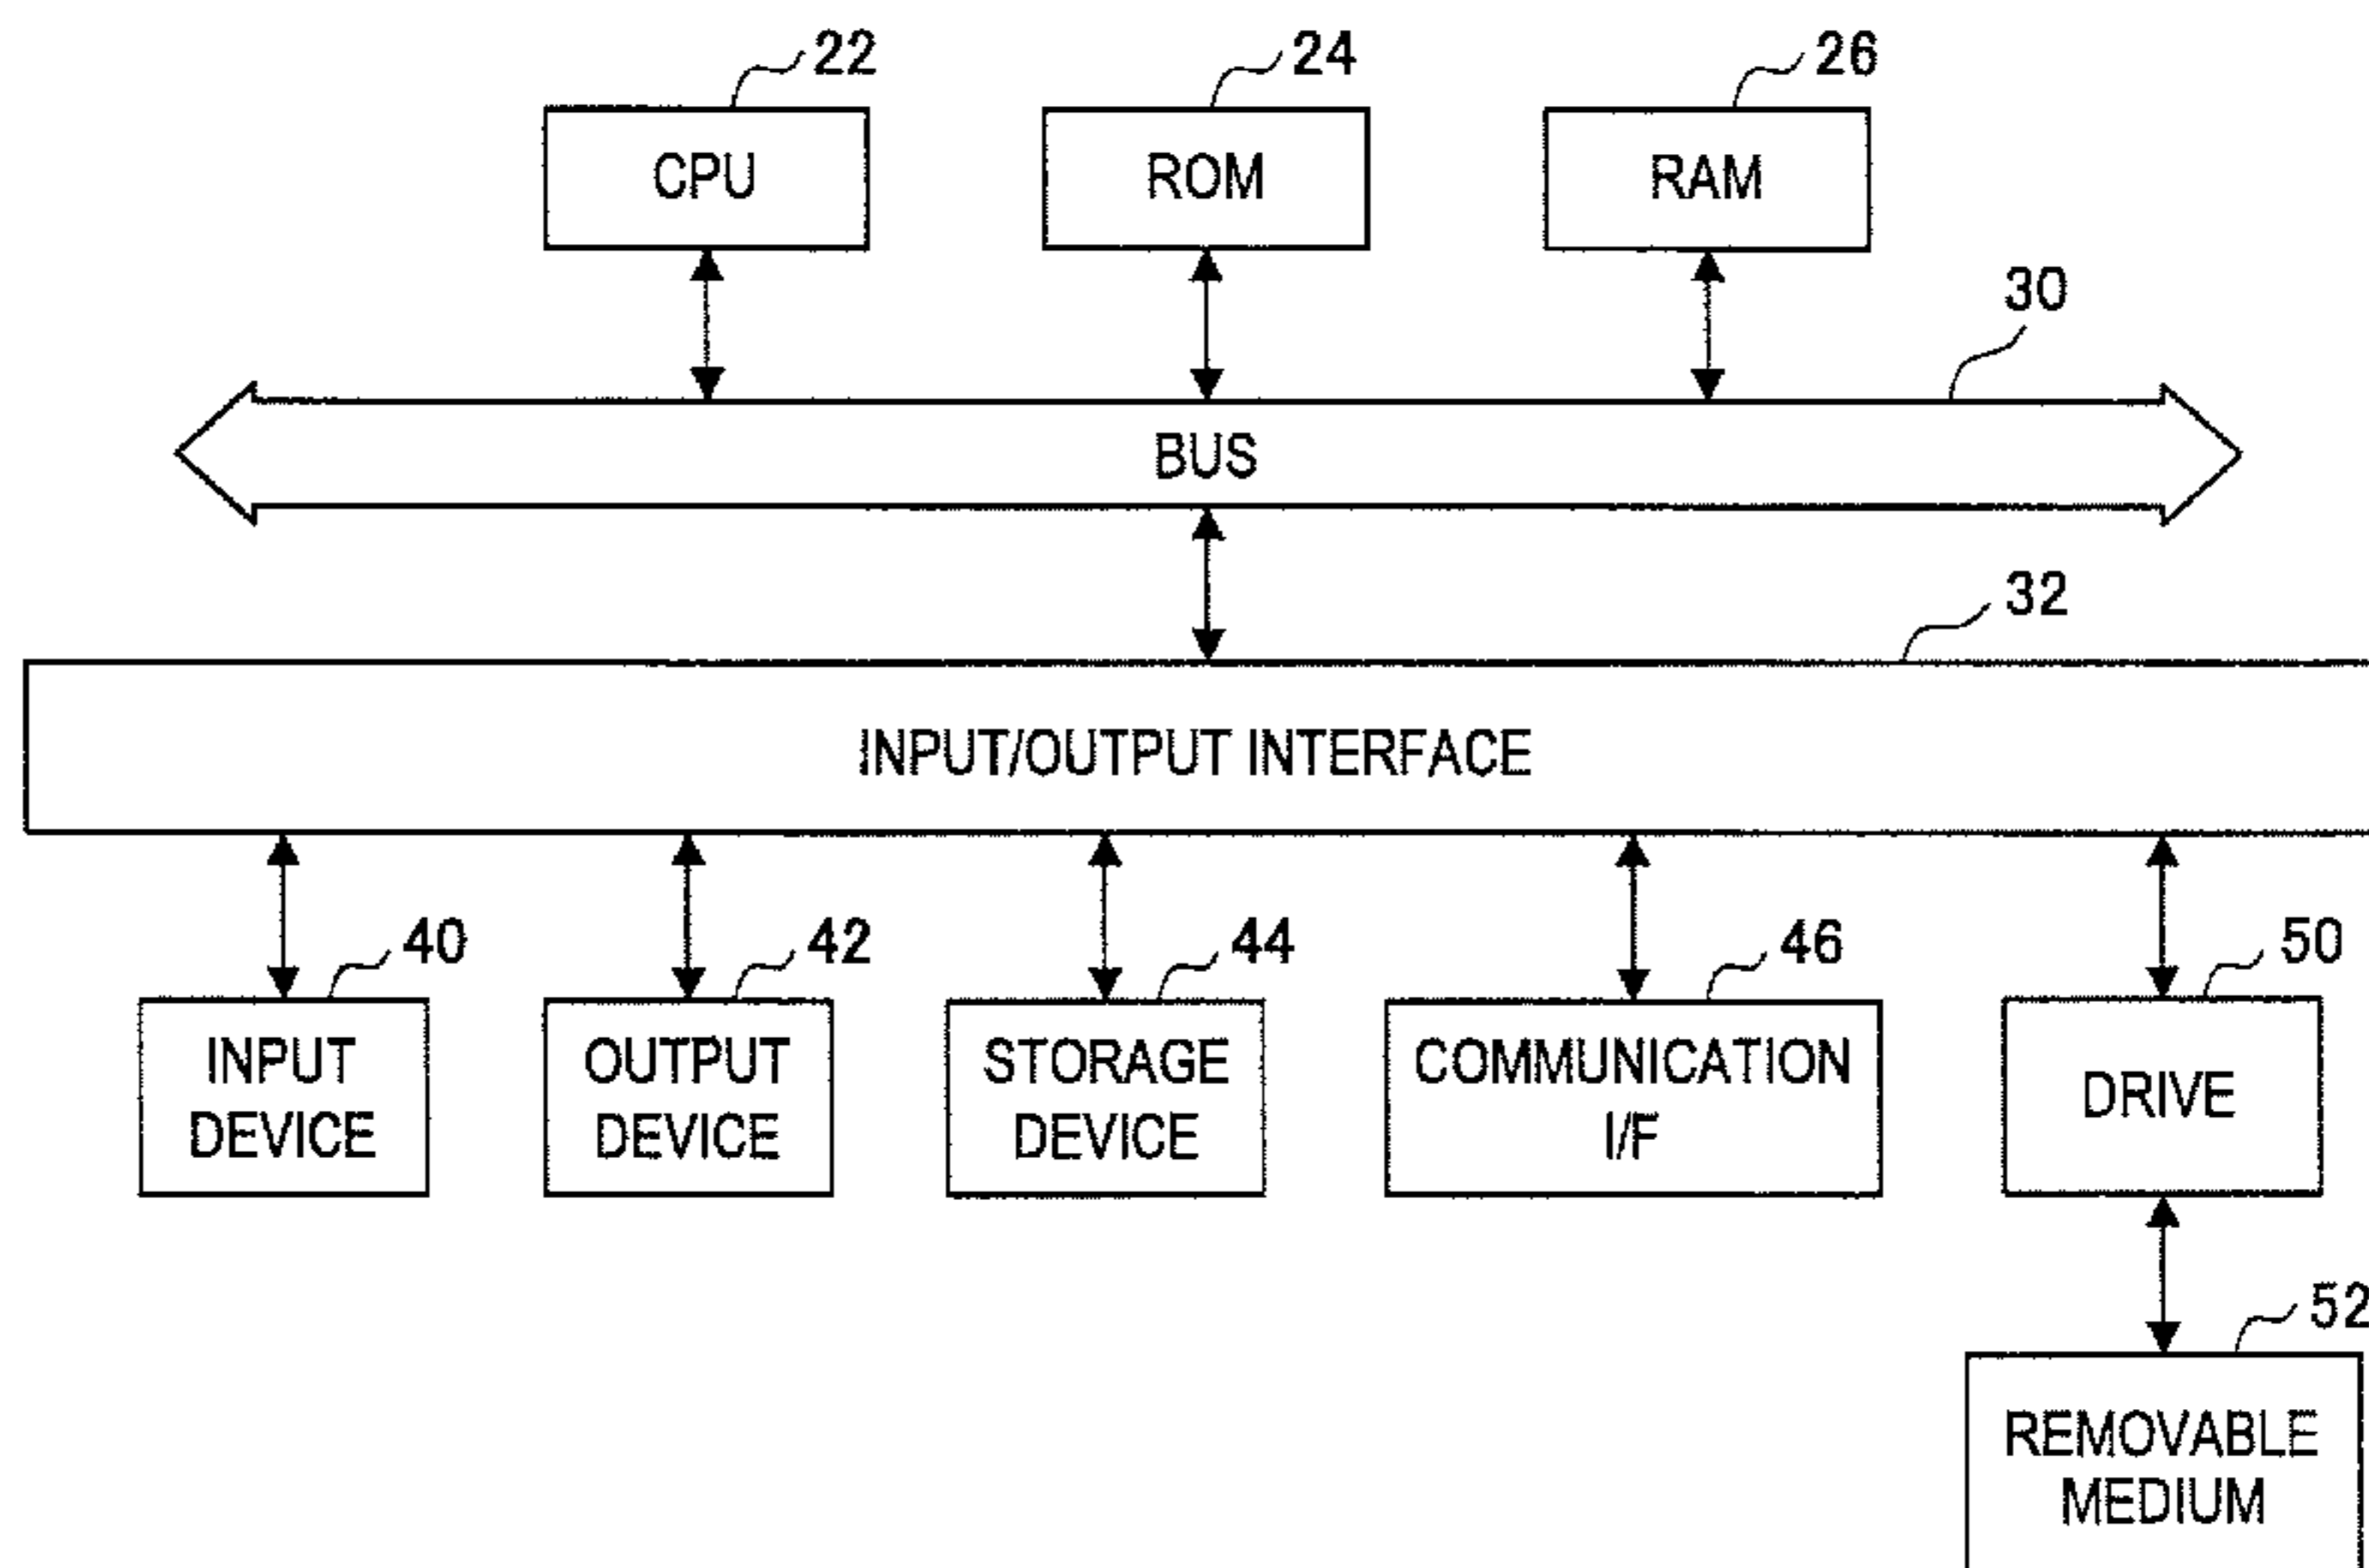 22
24
26
CPU
ROM
RAM
30
BUS
32
INPUT/OUTPUT INTERFACE
40
42
44
46
50
INPUT
DEVICE
OUTPUT
DEVICE
STORAGE
DEVICE
COMMUNICATION
I/F
DRIVE
52
REMOVABLE
MEDIUM